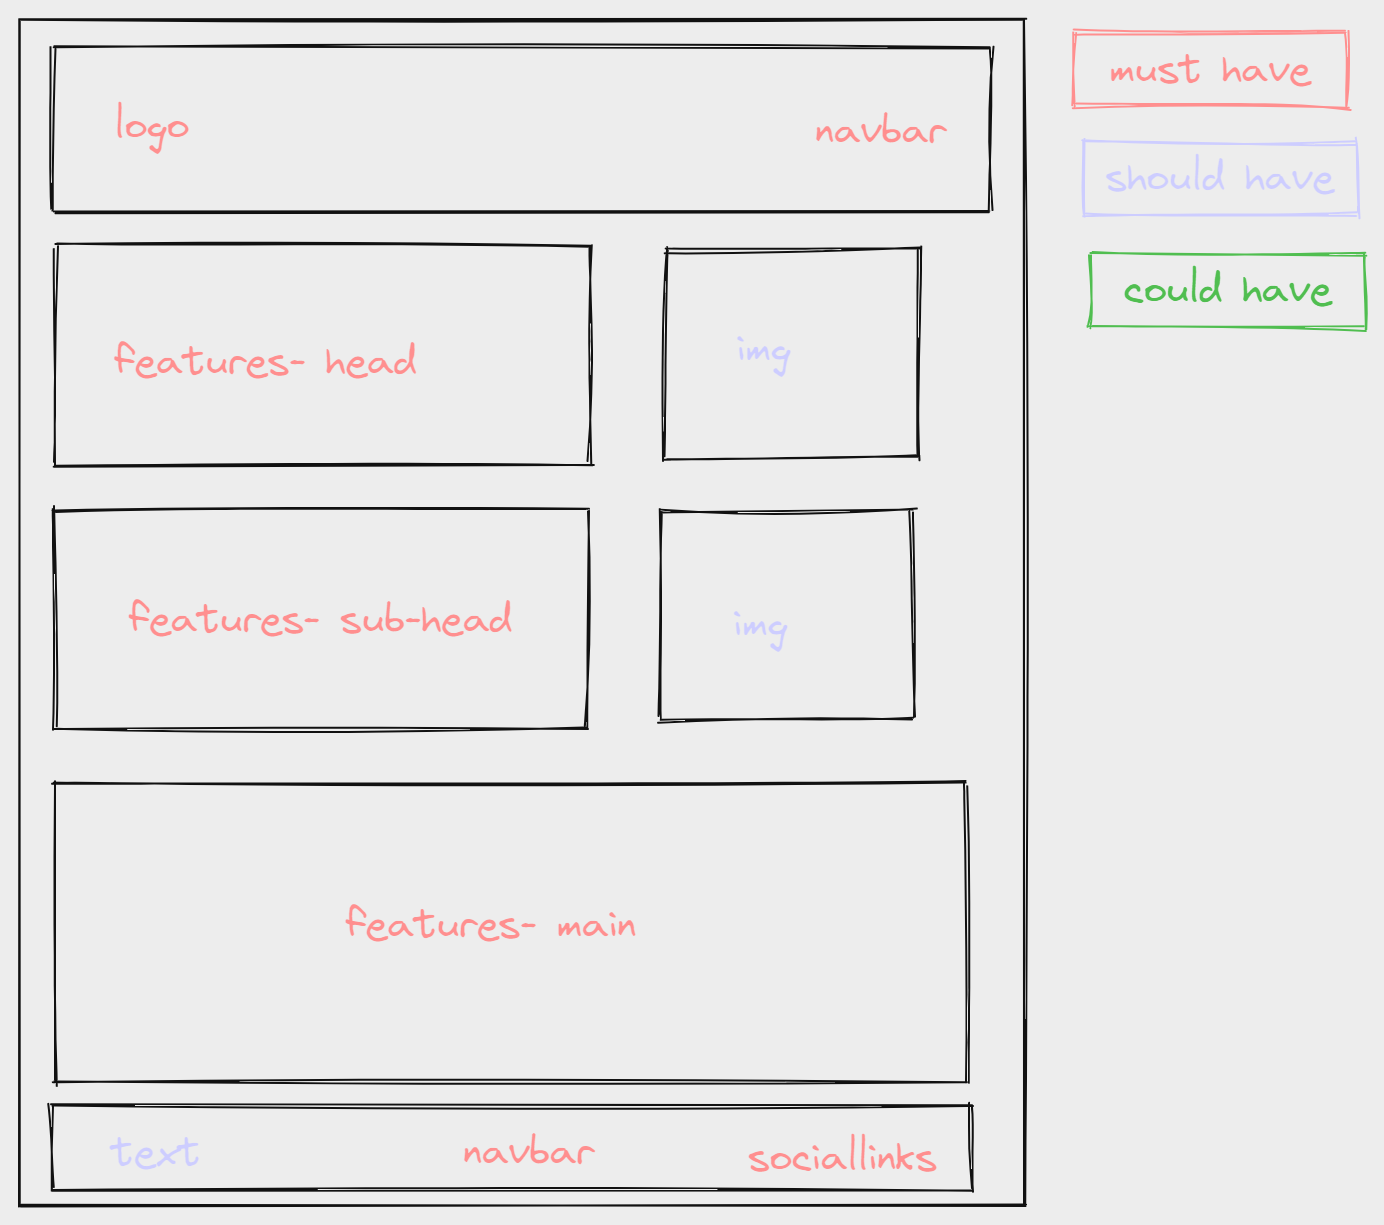 logo
navbar
must have
should have
could have
features- head
img
features- sub-head
img
features- main
text
navbar
sociallinks